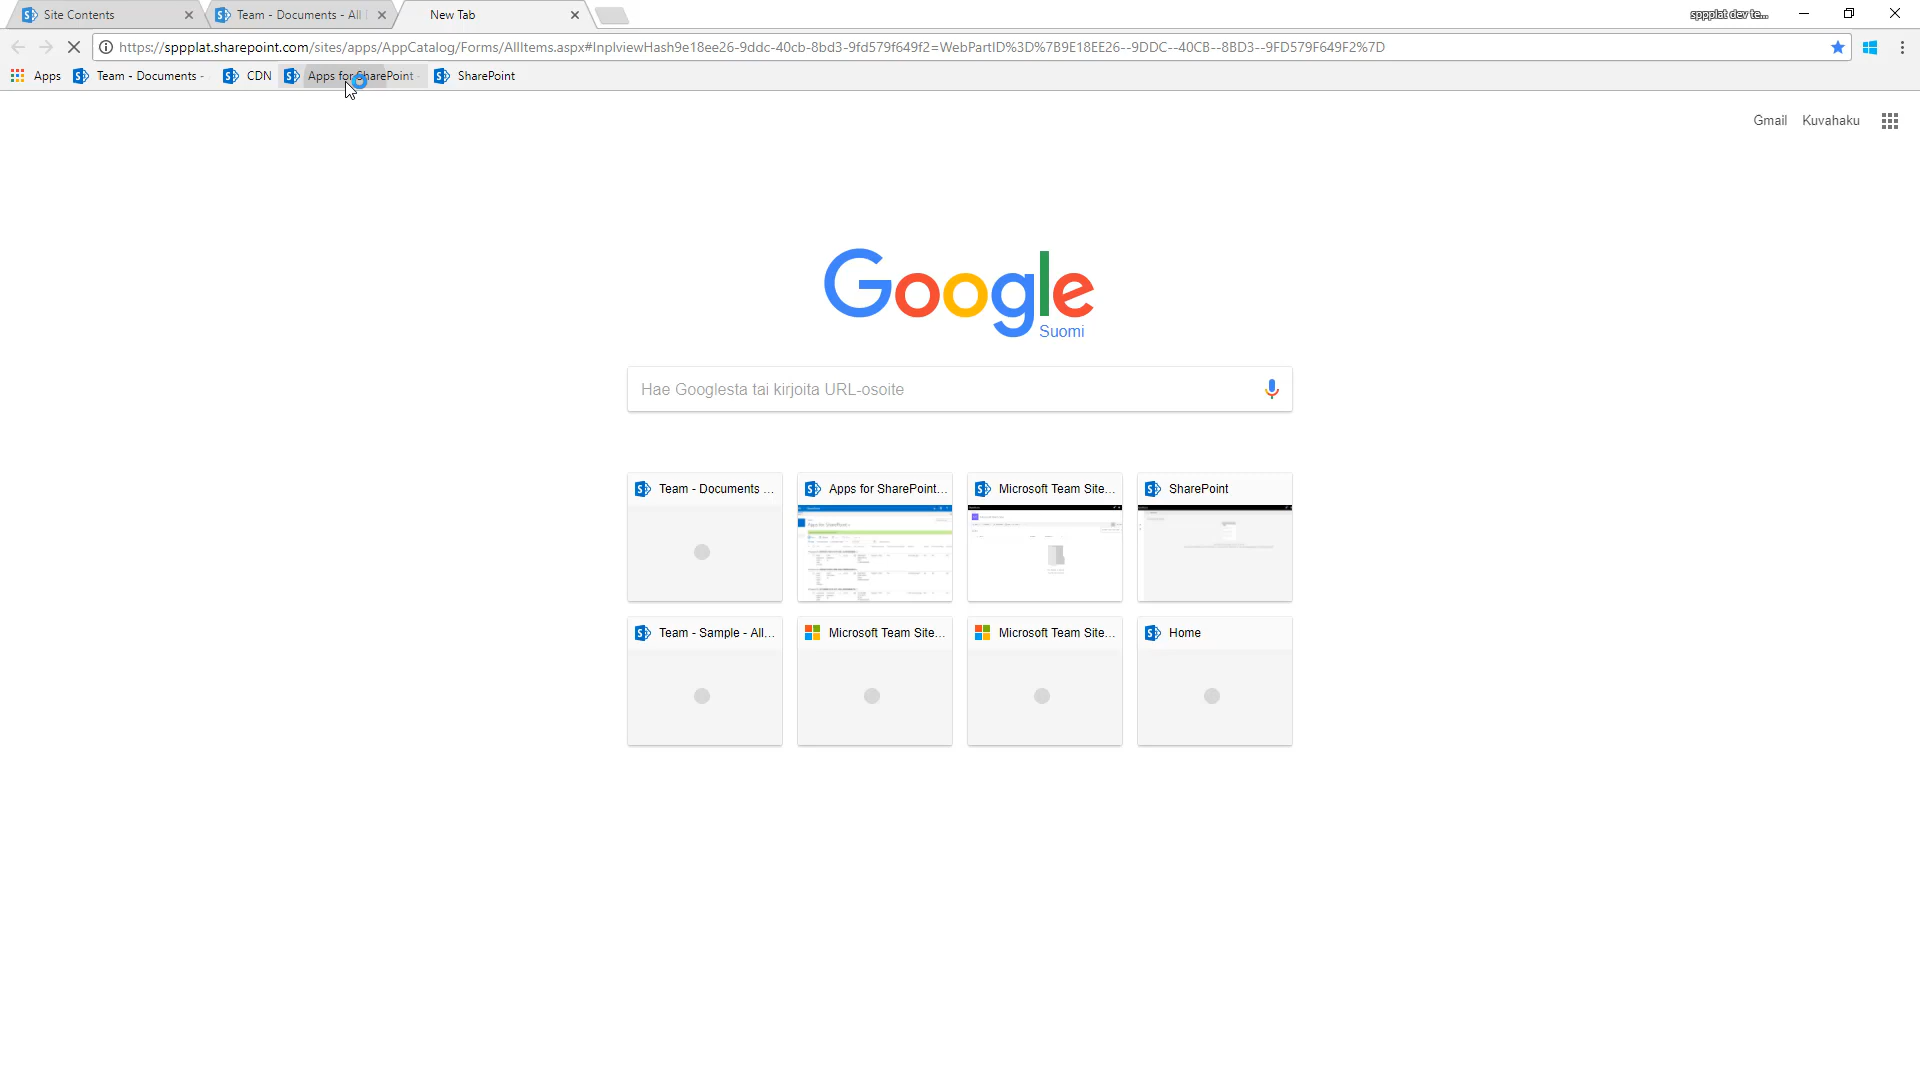 Site Contents
Team - Documents - All
New Tab
sppplat dev te...
https://sppplat.sharepoint.com/sites/apps/AppCatalog/Forms/AllItems.aspx#InplviewHash9e18ee26-9ddc-40cb-8bd3-9fd579f649f2=WebPartID%3D%7B9E18EE26--9DDC--40CB--8BD3--9FD579F649F2%7D
Apps
Team - Documents -
CDN
Apps for SharePoint
SharePoint
Gmail
Kuvahaku
Google
Suomi
Hae Googlesta tai kirjoita URL-osoite
Team - Documents ...
Apps for SharePoint...
Microsoft Team Site...
SharePoint
Team - Sample - All...
Microsoft Team Site...
Microsoft Team Site...
Home